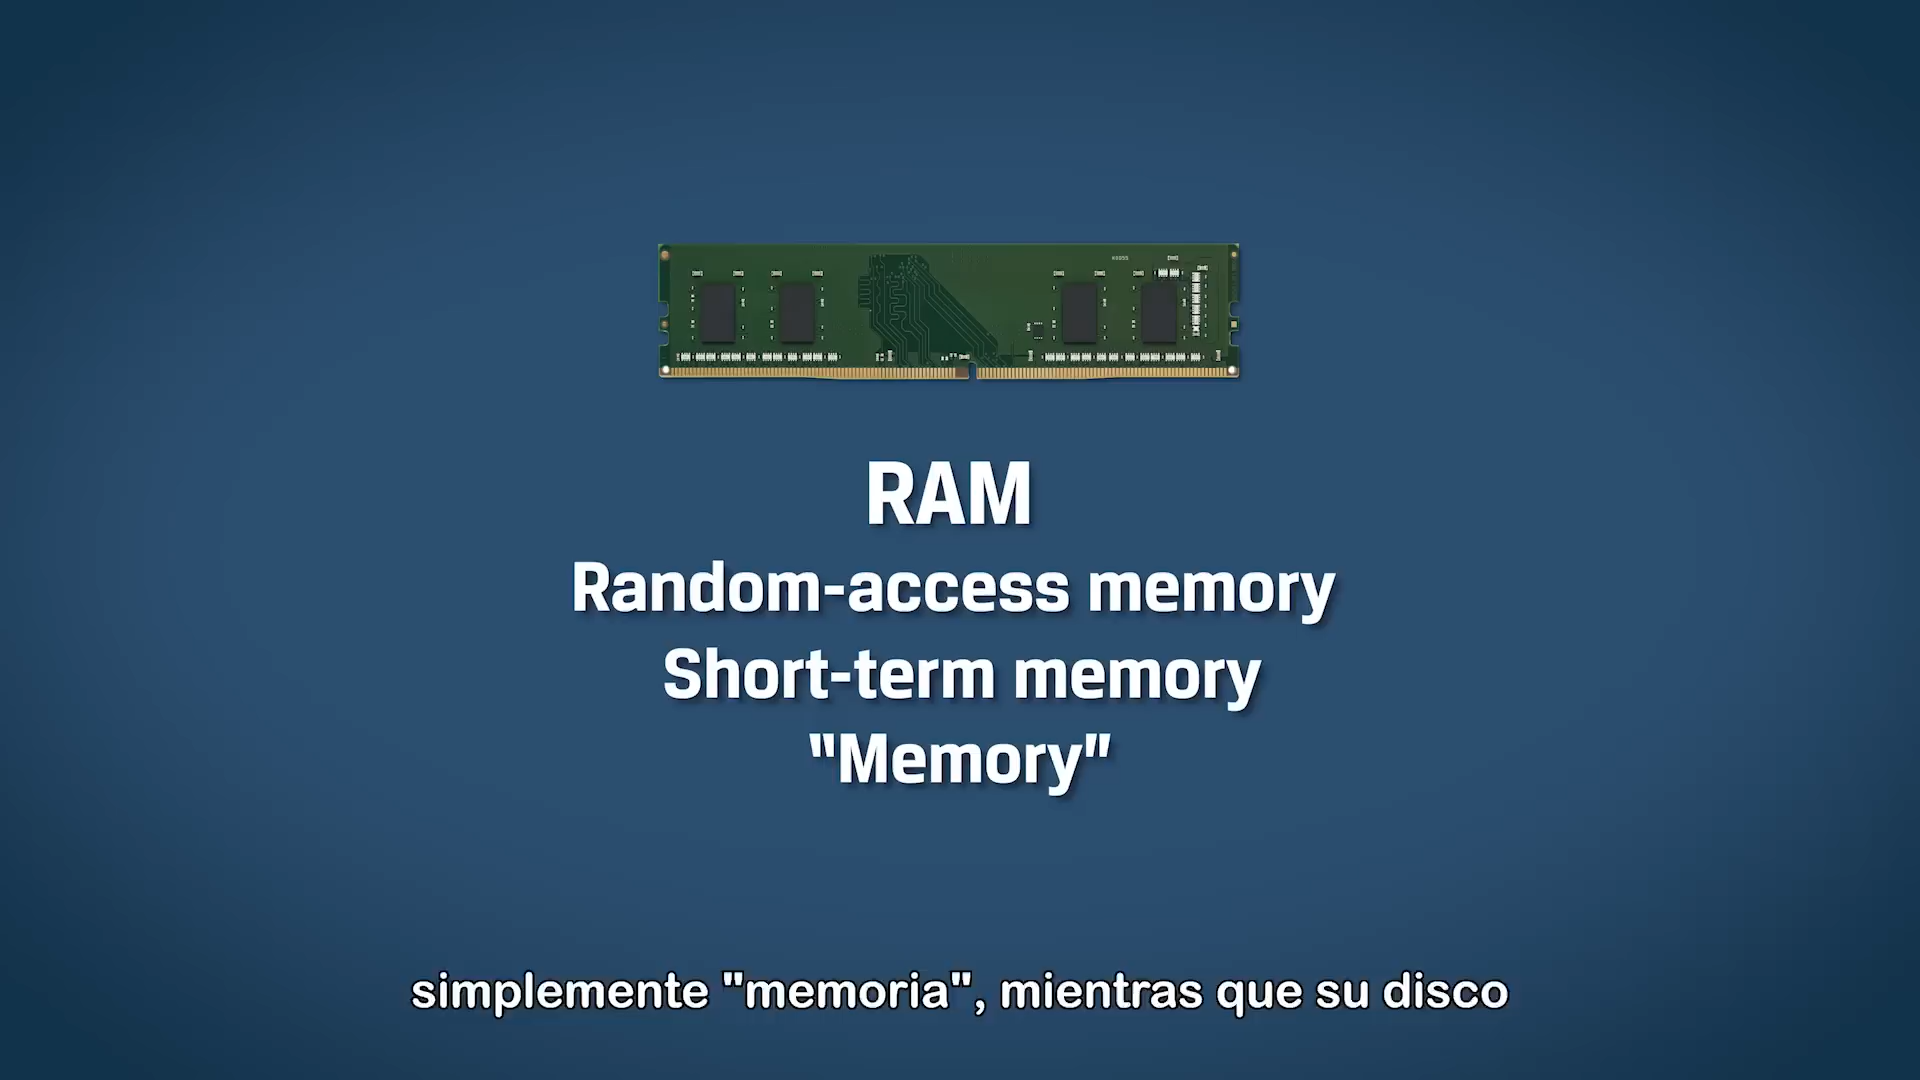 RAM
Random-access memory
Short-term memory
"Memory"
simplemente "memoria", mientras que su disco